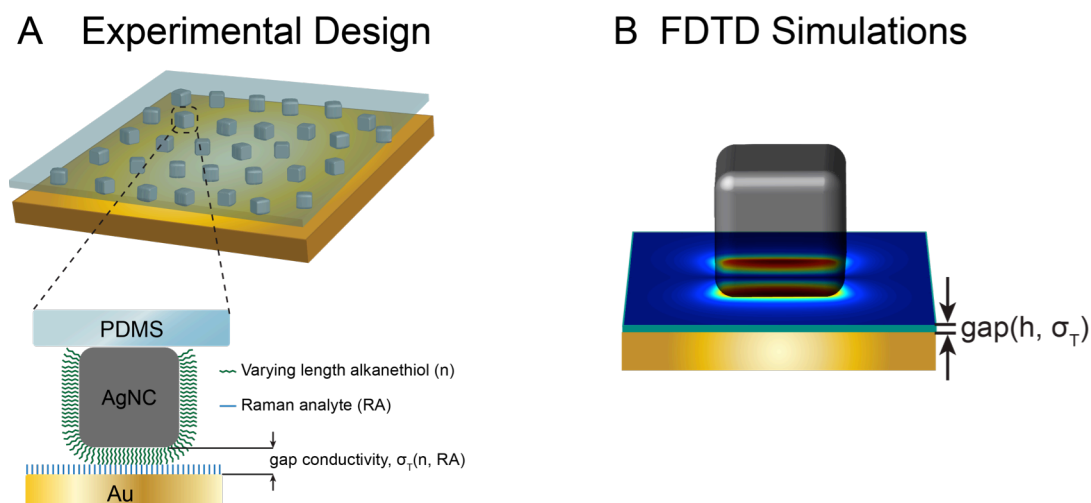 A Experimental Design
PDMS
AgNC
Varying length alkanethiol (n)
Raman analyte (RA)
gap conductivity, σT(n, RA)
Au
B FDTD Simulations
gap(h, σT)